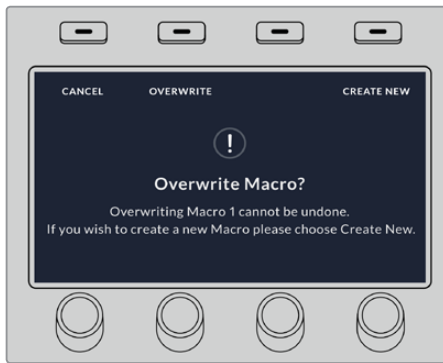 CANCEL OVERWRITE CREATE NEW
!
Overwrite Macro?
Overwriting Macro 1 cannot be undone.
If you wish to create a new Macro please choose Create New.